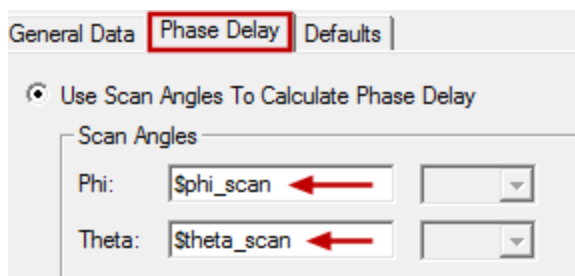 General Data Phase Delay Defaults
Use Scan Angles To Calculate Phase Delay
Scan Angles
Phi: $phi_scan
Theta: $theta_scan